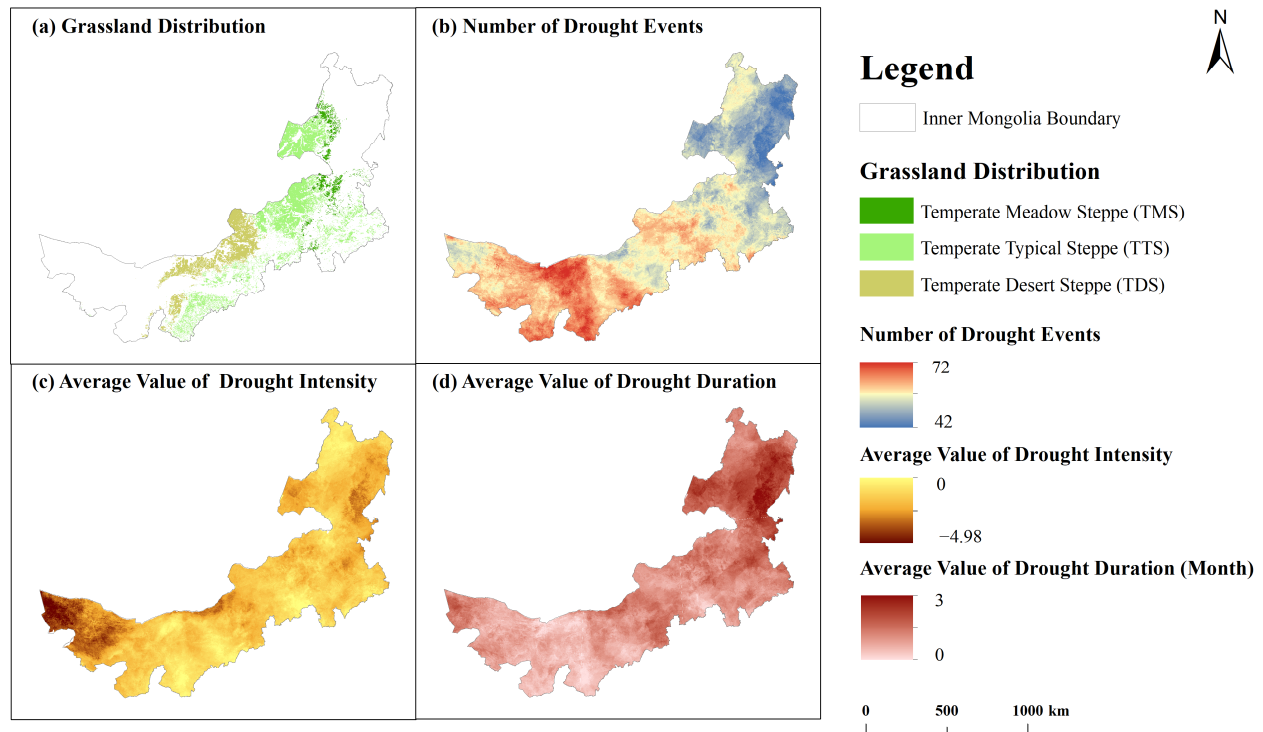 (a) Grassland Distribution
(b) Number of Drought Events
(c) Average Value of Drought Intensity
(d) Average Value of Drought Duration
N
Legend
Inner Mongolia Boundary
Grassland Distribution
Temperate Meadow Steppe (TMS)
Temperate Typical Steppe (TTS)
Temperate Desert Steppe (TDS)
Number of Drought Events
72
42
Average Value of Drought Intensity
0
−4.98
Average Value of Drought Duration (Month)
3
0
0 500 1000 km